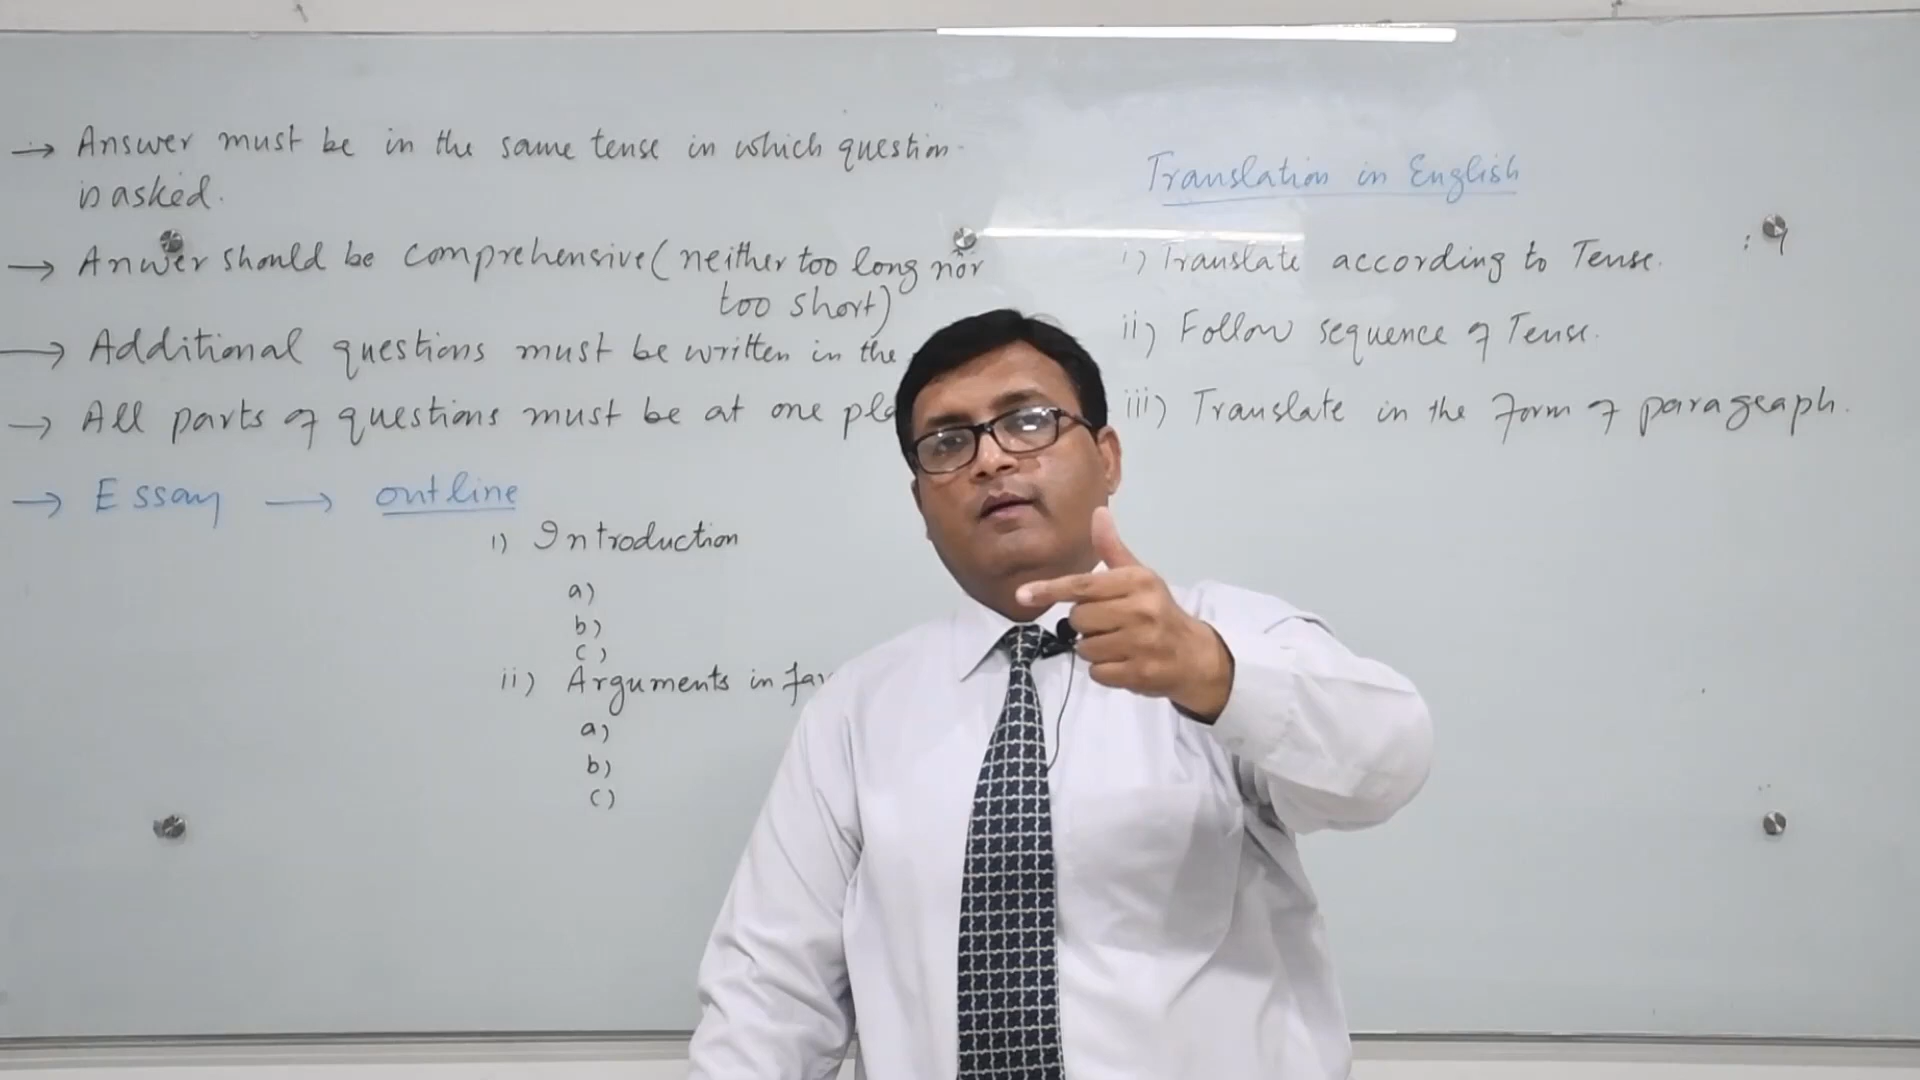 → Answer must be in the same tense in which question
is asked.
→ Anwer should be comprehensive (neither too long nor
too short)
→ Additional questions must be written in the
→ All parts of questions must be at one
→ Essay → outline
i) Introduction
a)
b)
c)
ii) Arguments in
a)
b)
c)
Translation in English
i) Translate according to Tense.
ii) Follow sequence of Tense.
iii) Translate in the form of paragraph.